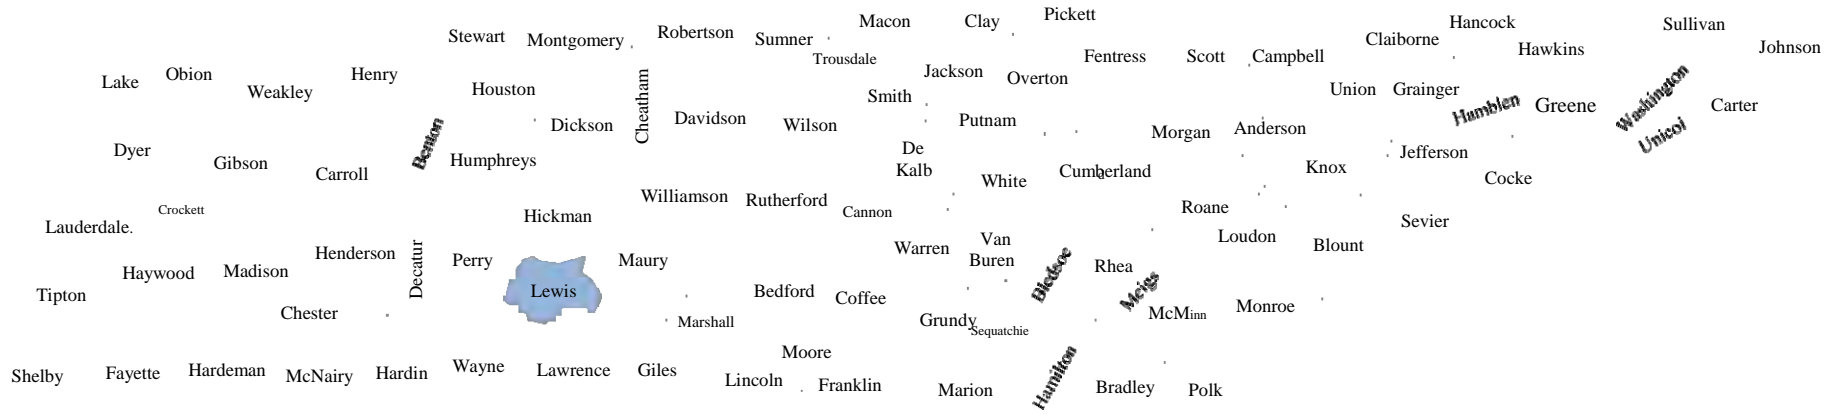 Pickett
Macon
Clay
Hancock
Sullivan
Stewart
Montgomery
Robertson
Sumner
Claiborne
Hawkins
Johnson
Trousdale
Fentress
Scott
Campbell
Lake
Obion
Henry
Jackson
Overton
Weakley
Houston
Cheatham
Smith
Union
Grainger
Hamblen
Greene
Washington
Carter
Dickson
Davidson
Wilson
Putnam
Morgan
Anderson
Unicoi
Dyer
Gibson
Carroll
Benton
Humphreys
De
Kalb
White
Cumberland
Knox
Jefferson
Cocke
Crockett
Williamson
Rutherford
Cannon
Roane
Lauderdale.
Hickman
Sevier
Warren
Van
Buren
Loudon
Blount
Henderson
Decatur
Perry
Maury
Bledsoe
Rhea
Haywood
Madison
Tipton
Lewis
Bedford
Coffee
Meigs
Chester
Marshall
Grundy
Sequatchie
McMinn
Monroe
Moore
Shelby
Fayette
Hardeman
McNairy
Hardin
Wayne
Lawrence
Giles
Lincoln
Franklin
Marion
Hamilton
Bradley
Polk